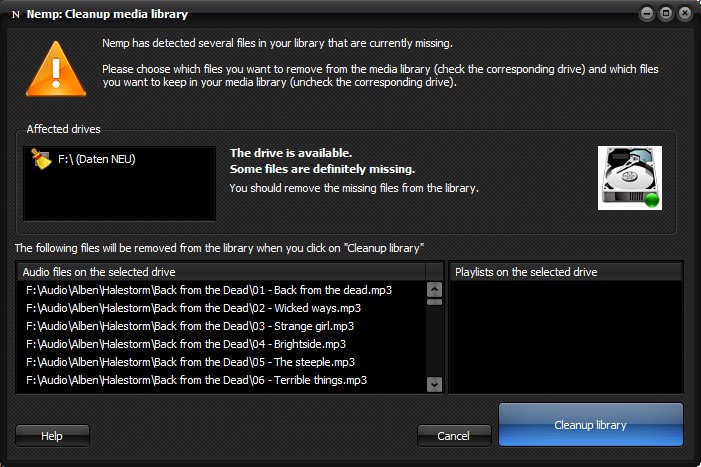 N Nemp: Cleanup media library
Nemp has detected several files in your library that are currently missing.
Please choose which files you want to remove from the media library (check the corresponding drive) and which files
you want to keep in your media library (uncheck the corresponding drive).
Affected drives
F:\ (Daten NEU)
The drive is available.
Some files are definitely missing.
You should remove the missing files from the library.
The following files will be removed from the library when you click on "Cleanup library"
Audio files on the selected drive
F:\Audio\Alben\Halestorm\Back from the Dead\01 - Back from the dead.mp3
F:\Audio\Alben\Halestorm\Back from the Dead\02 - Wicked ways.mp3
F:\Audio\Alben\Halestorm\Back from the Dead\03 - Strange girl.mp3
F:\Audio\Alben\Halestorm\Back from the Dead\04 - Brightside.mp3
F:\Audio\Alben\Halestorm\Back from the Dead\05 - The steeple.mp3
F:\Audio\Alben\Halestorm\Back from the Dead\06 - Terrible things.mp3
Playlists on the selected drive
Help
Cancel
Cleanup library